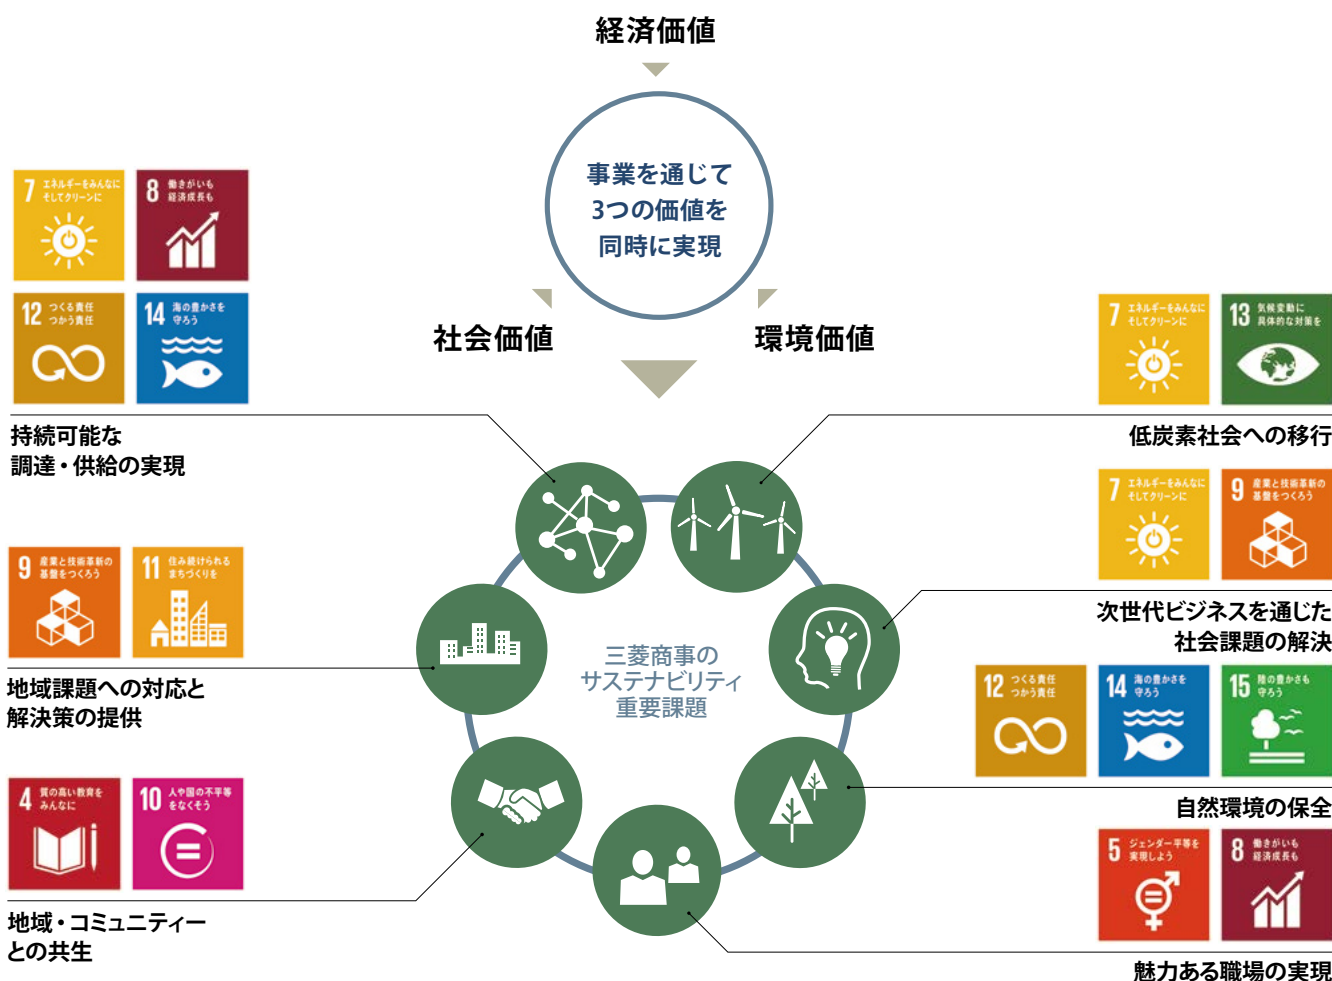 経済価値
事業を通じて
3つの価値を
同時に実現
社会価値
環境価値
7 エネルギーをみんなに
そしてクリーンに
8 働きがいも
経済成長も
12 つくる責任
つかう責任
14 海の豊かさを
守ろう
持続可能な
調達・供給の実現
7 エネルギーをみんなに
そしてクリーンに
13 気候変動に
具体的な対策を
低炭素社会への移行
7 エネルギーをみんなに
そしてクリーンに
9 産業と技術革新の
基盤をつくろう
次世代ビジネスを通じた
社会課題の解決
9 産業と技術革新の
基盤をつくろう
11 住み続けられる
まちづくりを
地域課題への対応と
解決策の提供
三菱商事の
サステナビリティ
重要課題
12 つくる責任
つかう責任
14 海の豊かさを
守ろう
15 陸の豊かさも
守ろう
自然環境の保全
4 質の高い教育を
みんなに
10 人や国の不平等
をなくそう
地域・コミュニティー
との共生
5 ジェンダー平等を
実現しよう
8 働きがいも
経済成長も
魅力ある職場の実現